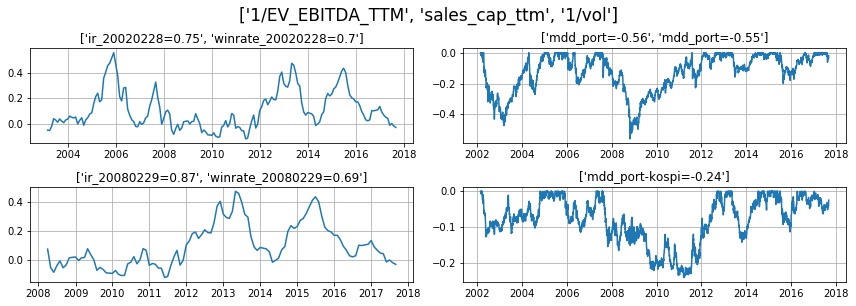 ['1/EV_EBITDA_TTM', 'sales_cap_ttm', '1/vol']
['ir_20020228=0.75', 'winrate_20020228=0.7']
0.4
0.2
0.0
2004 2006 2008 2010 2012 2014 2016 2018
['mdd_port=-0.56', 'mdd_port=-0.55']
0.0
−0.2
−0.4
2002 2004 2006 2008 2010 2012 2014 2016 2018
['ir_20080229=0.87', 'winrate_20080229=0.69']
0.4
0.2
0.0
2008 2009 2010 2011 2012 2013 2014 2015 2016 2017 2018
['mdd_port-kospi=-0.24']
0.0
−0.1
−0.2
2002 2004 2006 2008 2010 2012 2014 2016 2018